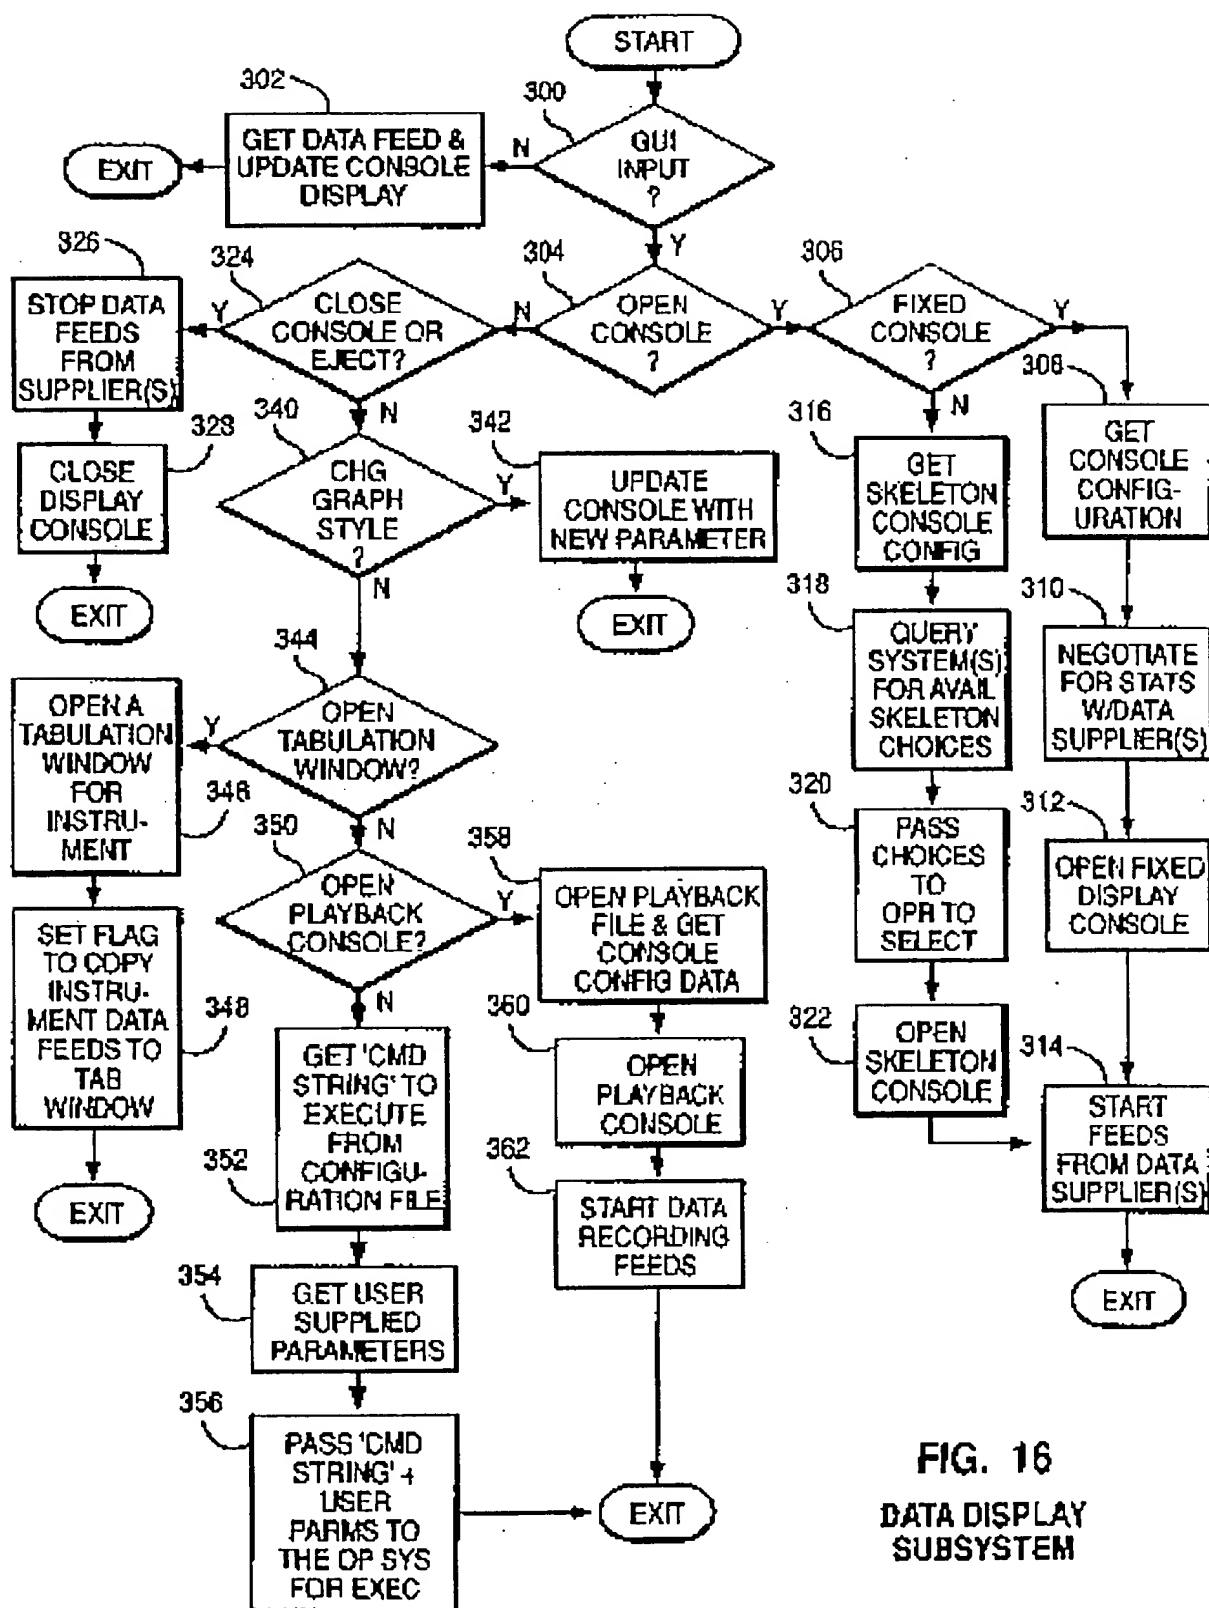 START
302
300
GET DATA FEED &
UPDATE CONSOLE
DISPLAY
EXIT
N
GUI
INPUT
?
Y
326
324
304
306
STOP DATA
FEEDS
FROM
SUPPLIER(S)
Y
CLOSE
CONSOLE OR
EJECT?
N
OPEN
CONSOLE
?
Y
FIXED
CONSOLE
?
Y
308
N
N
328
CLOSE
DISPLAY
CONSOLE
EXIT
340
CHG
GRAPH
STYLE
?
Y
N
342
UPDATE
CONSOLE WITH
NEW PARAMETER
EXIT
316
GET
SKELETON
CONSOLE
CONFIG
GET
CONSOLE
CONFIG-
URATION
318
QUERY
SYSTEM(S)
FOR AVAIL
SKELETON
CHOICES
310
NEGOTIATE
FOR STATS
W/DATA
SUPPLIER(S)
344
OPEN
TABULATION
WINDOW?
Y
N
OPEN A
TABULATION
WINDOW
FOR
INSTRU-
MENT
346
320
PASS
CHOICES
TO
OPR TO
SELECT
312
OPEN FIXED
DISPLAY
CONSOLE
350
OPEN
PLAYBACK
CONSOLE?
Y
N
358
OPEN PLAYBACK
FILE & GET
CONSOLE
CONFIG DATA
SET FLAG
TO COPY
INSTRU-
MENT DATA
FEEDS TO
TAB
WINDOW
348
EXIT
360
OPEN
PLAYBACK
CONSOLE
322
OPEN
SKELETON
CONSOLE
314
START
FEEDS
FROM DATA
SUPPLIER(S)
EXIT
GET 'CMD
STRING' TO
EXECUTE
FROM
CONFIGU-
RATION FILE
352
362
START DATA
RECORDING
FEEDS
354
GET USER
SUPPLIED
PARAMETERS
356
PASS 'CMD
STRING' +
USER
PARMS TO
THE OP SYS
FOR EXEC
EXIT
FIG. 16
DATA DISPLAY
SUBSYSTEM